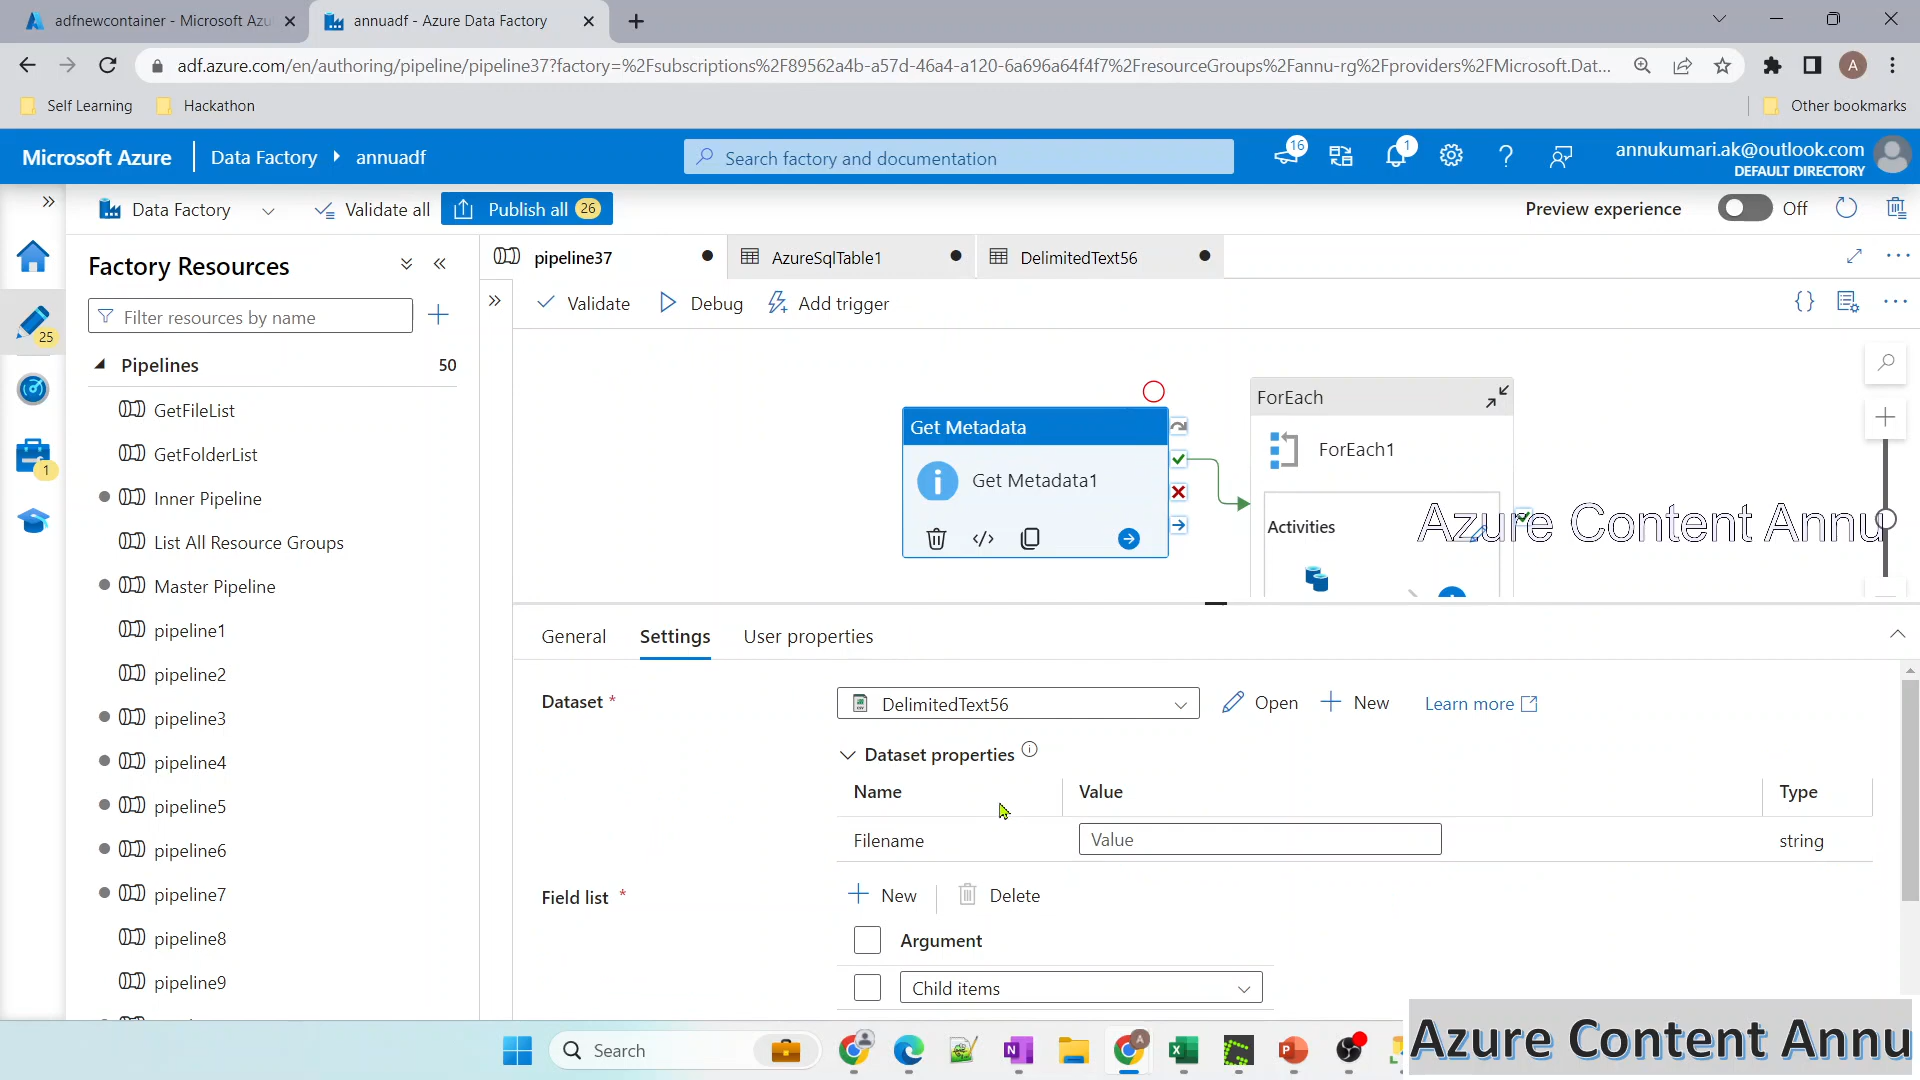 adfnewcontainer - Microsoft Azu
annuadf - Azure Data Factory
adf.azure.com/en/authoring/pipeline/pipeline37?factory=%2Fsubscriptions%2F89562a4b-a57d-46a4-a120-6a696a64f4f7%2FresourceGroups%2Fannu-rg%2Fproviders%2FMicrosoft.Dat...
A
Self Learning
Hackathon
Other bookmarks
Microsoft Azure
Data Factory
annuadf
Search factory and documentation
16
1
annukumari.ak@outlook.com
DEFAULT DIRECTORY
Data Factory
Validate all
Publish all 26
Preview experience
Off
Factory Resources
pipeline37
AzureSqlTable1
DelimitedText56
Filter resources by name
Validate
Debug
Add trigger
25
1
Pipelines 50
GetFileList
GetFolderList
Inner Pipeline
List All Resource Groups
Master Pipeline
pipeline1
pipeline2
pipeline3
pipeline4
pipeline5
pipeline6
pipeline7
pipeline8
pipeline9
Get Metadata
Get Metadata1
ForEach
ForEach1
Activities
Azure Content Annu
General
Settings
User properties
Dataset *
DelimitedText56
Open
New
Learn more
Dataset properties
Name
Value
Type
Filename
Value
string
Field list *
New
Delete
Argument
Child items
Search
Azure Content Annu